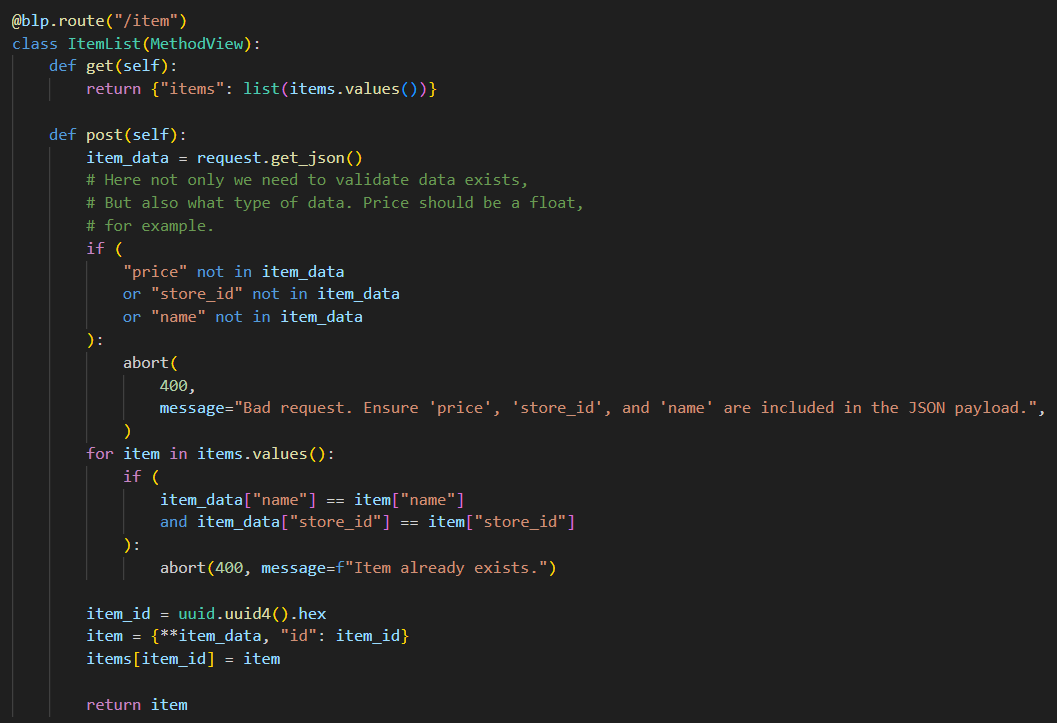 @blp.route("/item")
class ItemList(MethodView):
    def get(self):
        return {"items": list(items.values())}

    def post(self):
        item_data = request.get_json()
        # Here not only we need to validate data exists,
        # But also what type of data. Price should be a float,
        # for example.
        if (
            "price" not in item_data
            or "store_id" not in item_data
            or "name" not in item_data
        ):
            abort(
                400,
                message="Bad request. Ensure 'price', 'store_id', and 'name' are included in the JSON payload.",
            )
        for item in items.values():
            if (
                item_data["name"] == item["name"]
                and item_data["store_id"] == item["store_id"]
            ):
                abort(400, message=f"Item already exists.")

        item_id = uuid.uuid4().hex
        item = {**item_data, "id": item_id}
        items[item_id] = item

        return item